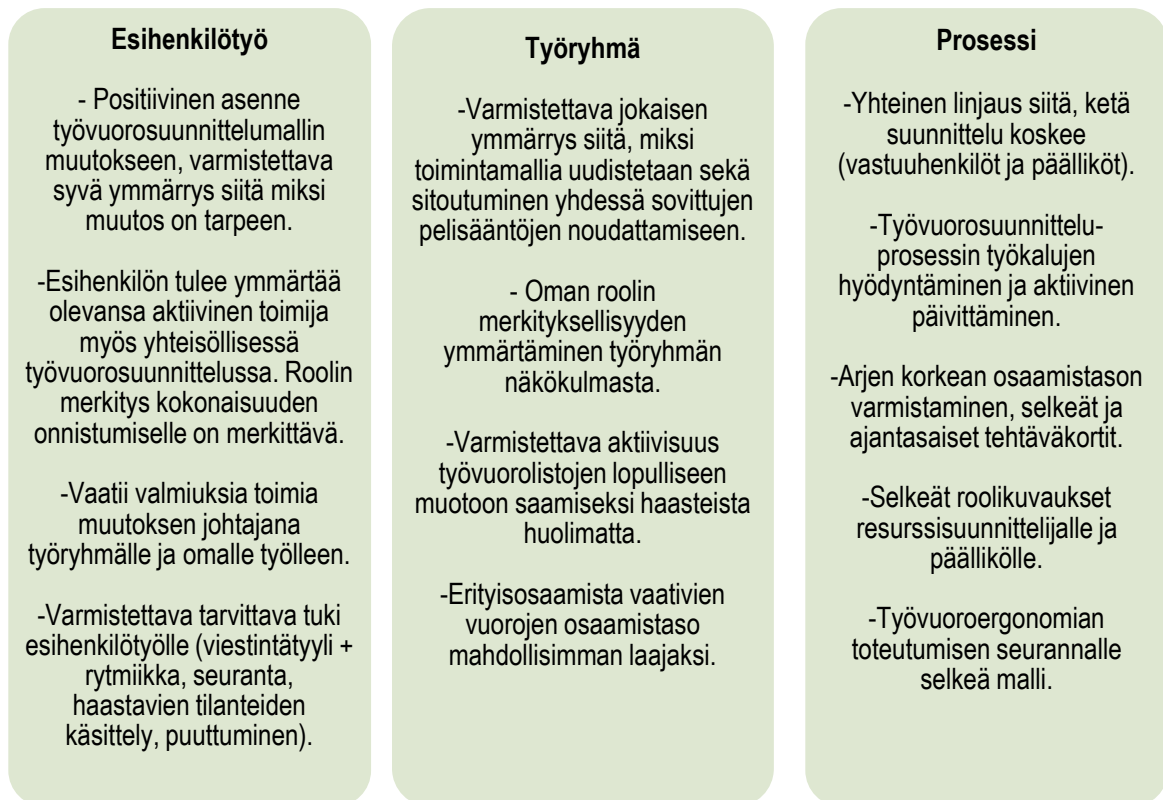 Esihenkilötyö
- Positiivinen asenne
työvuorosuunnittelumallin
muutokseen, varmistettava
syvä ymmärrys siitä miksi
muutos on tarpeen.
-Esihenkilön tulee ymmärtää
olevansa aktiivinen toimija
myös yhteisöllisessä
työvuorosuunnittelussa. Roolin
merkitys kokonaisuuden
onnistumiselle on merkittävä.
-Vaatii valmiuksia toimia
muutoksen johtajana
työryhmälle ja omalle työlleen.
-Varmistettava tarvittava tuki
esihenkilötyölle (viestintätyyli +
rytmiikka, seuranta,
haastavien tilanteiden
käsittely, puuttuminen).
Työryhmä
-Varmistettava jokaisen
ymmärrys siitä, miksi
toimintamallia uudistetaan sekä
sitoutuminen yhdessä sovittujen
pelisääntöjen noudattamiseen.
- Oman roolin
merkityksellisyyden
ymmärtäminen työryhmän
näkökulmasta.
-Varmistettava aktiivisuus
työvuorolistojen lopulliseen
muotoon saamiseksi haasteista
huolimatta.
-Erityisosaamista vaativien
vuorojen osaamistaso
mahdollisimman laajaksi.
Prosessi
-Yhteinen linjaus siitä, ketä
suunnittelu koskee
(vastuuhenkilöt ja päälliköt).
-Työvuorosuunnittelu-
prosessin työkalujen
hyödyntäminen ja aktiivinen
päivittäminen.
-Arjen korkean osaamistason
varmistaminen, selkeät ja
ajantasaiset tehtäväkortit.
-Selkeät roolikuvaukset
resurssisuunnittelijalle ja
päällikölle.
-Työvuoroergonomian
toteutumisen seurannalle
selkeä malli.